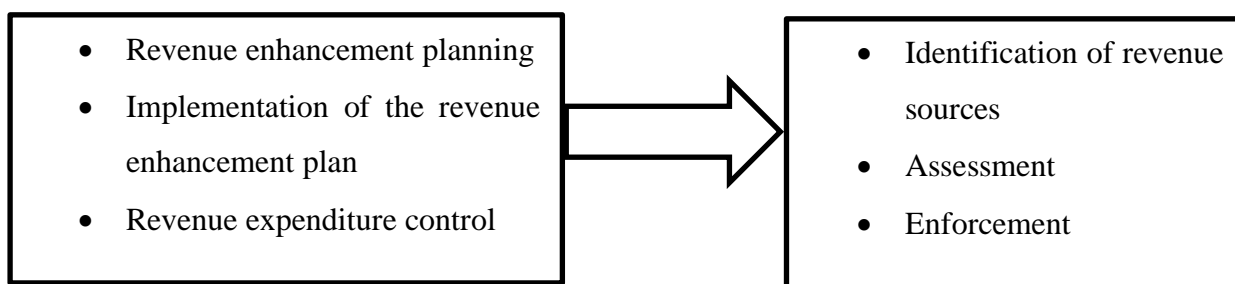 • Revenue enhancement planning
• Implementation of the revenue
enhancement plan
• Revenue expenditure control
• Identification of revenue
sources
• Assessment
• Enforcement